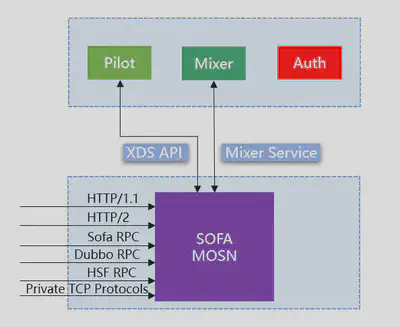 Pilot
Mixer
Auth
XDS API
Mixer Service
HTTP/1.1
HTTP/2
Sofa RPC
Dubbo RPC
HSF RPC
Private TCP Protocols
SOFA
MOSN